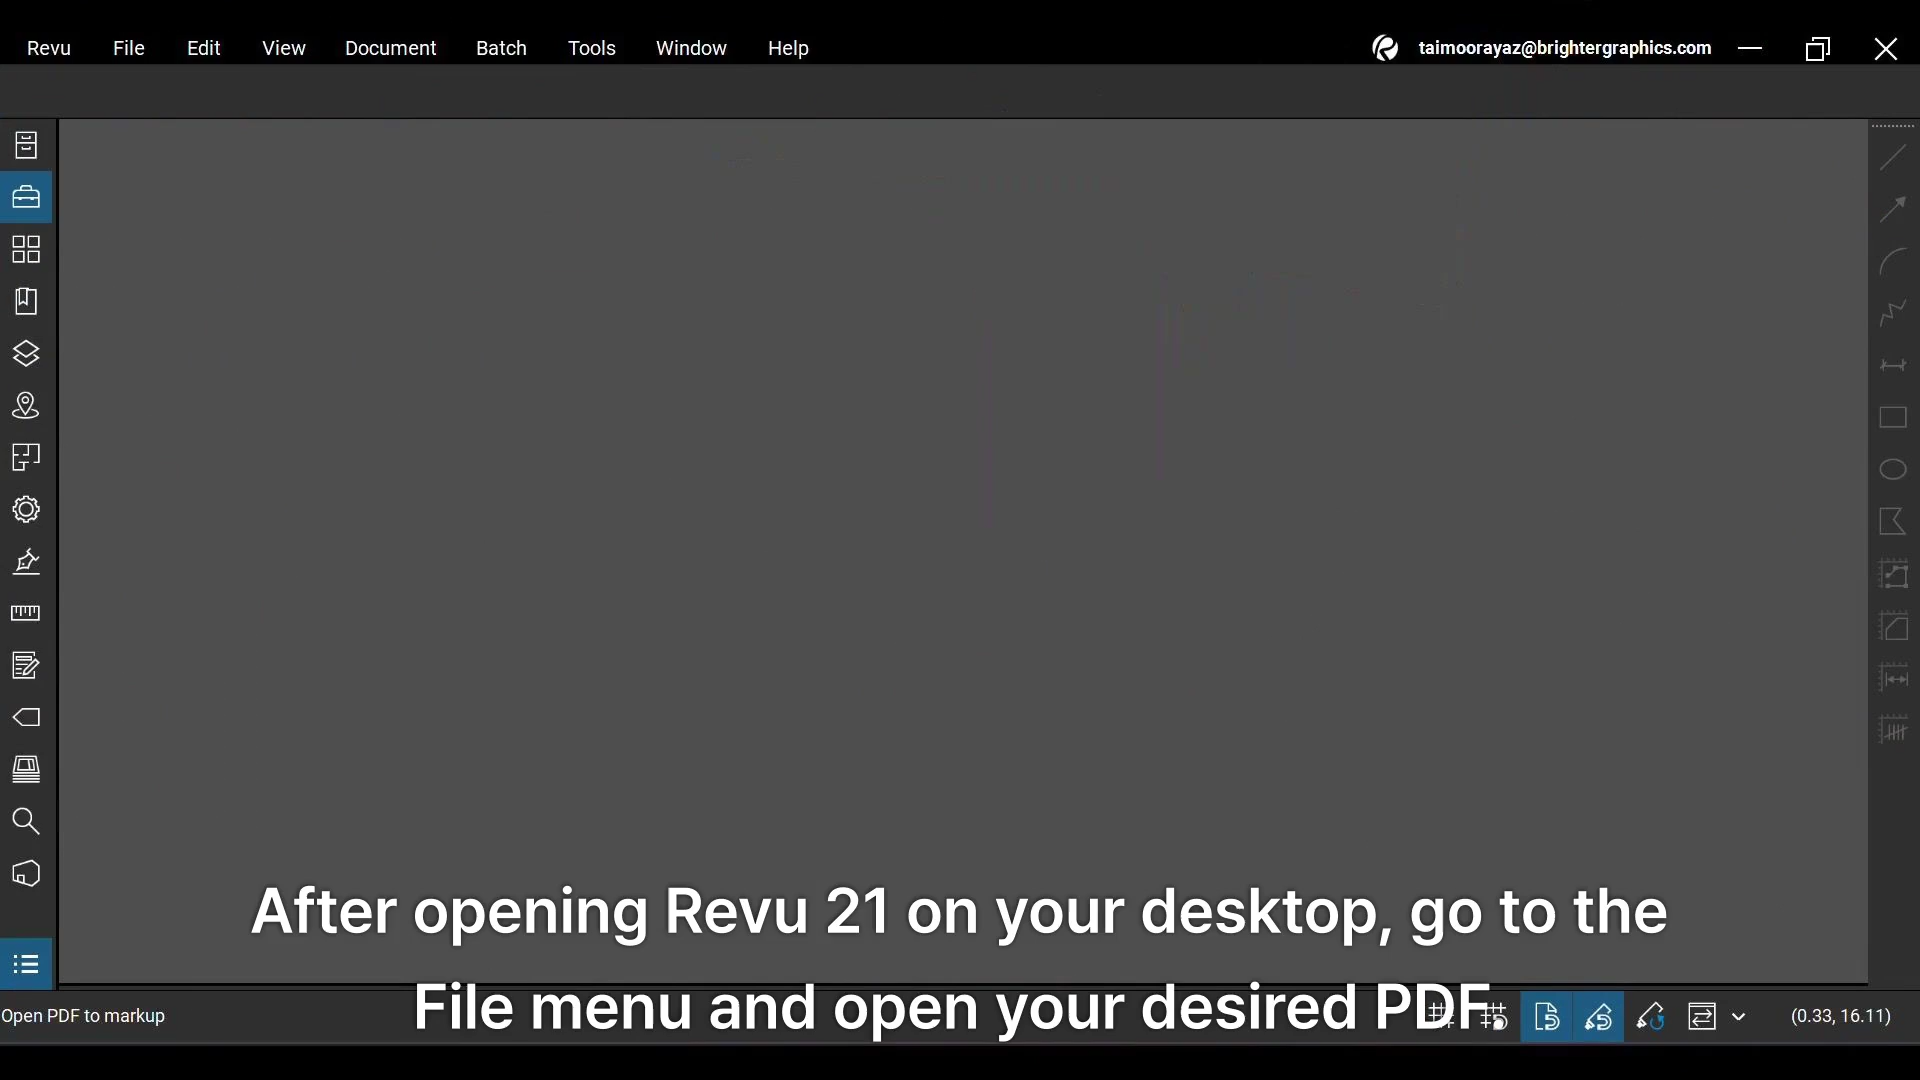 Revu File Edit View Document Batch Tools Window Help taimoorayaz@brightergraphics.com
After opening Revu 21 on your desktop, go to the
File menu and open your desired PDF
Open PDF to markup
(0.33, 16.11)